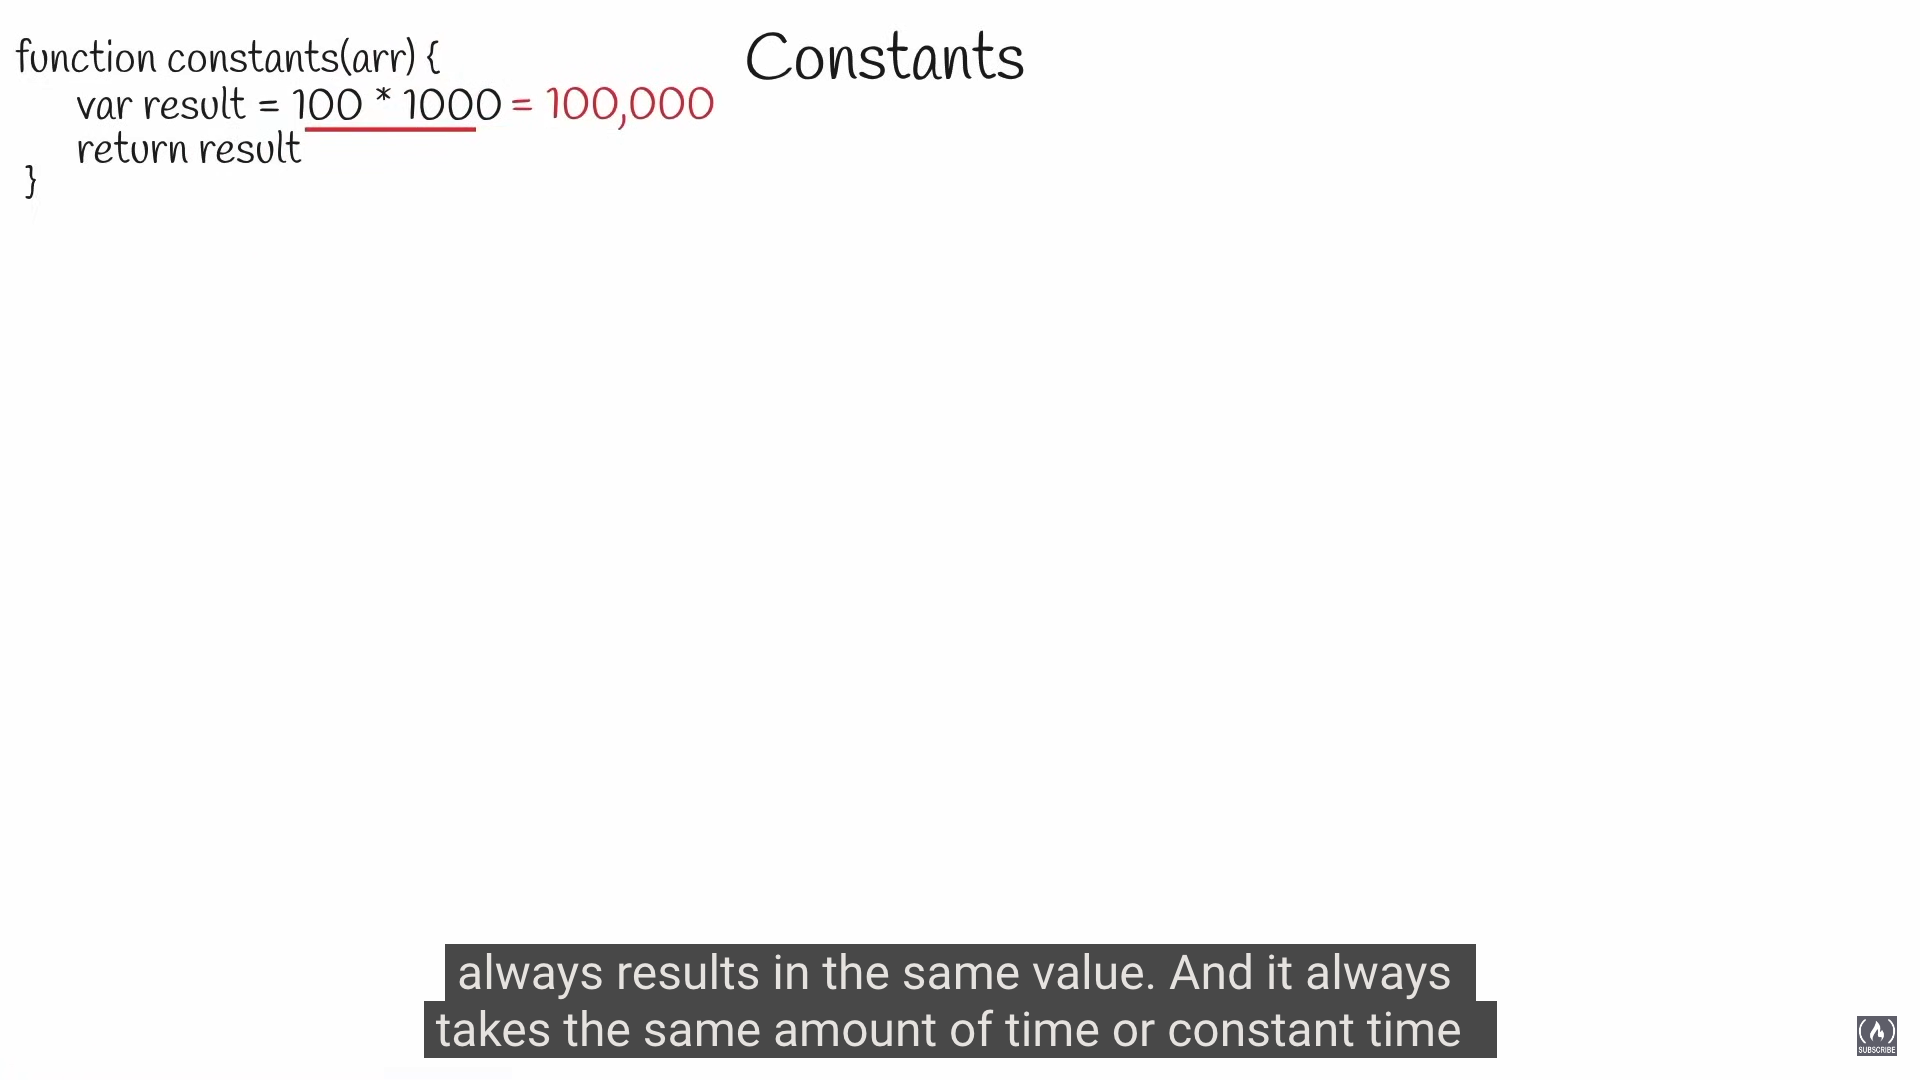 function constants(arr) {
Constants
var result = 100 * 1000 = 100,000
return result
}
always results in the same value. And it always
takes the same amount of time or constant time
SUBSCRIBE